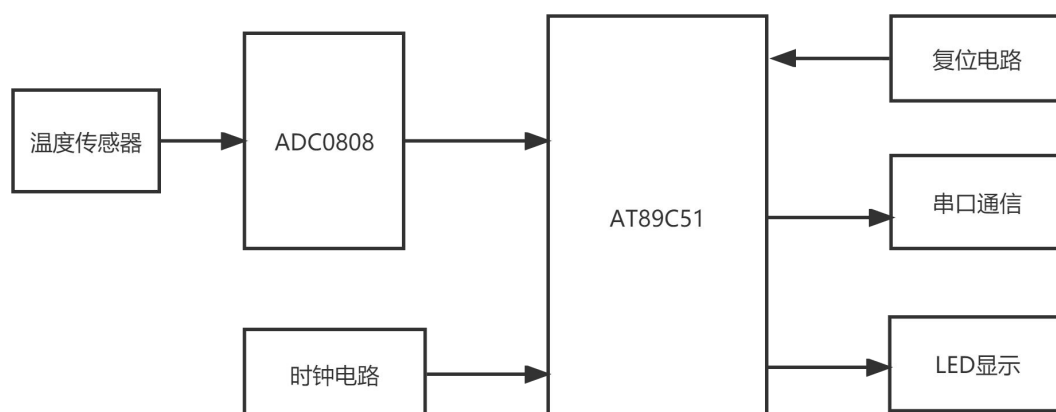 复位电路
温度传感器
ADC0808
串口通信
AT89C51
时钟电路
LED显示